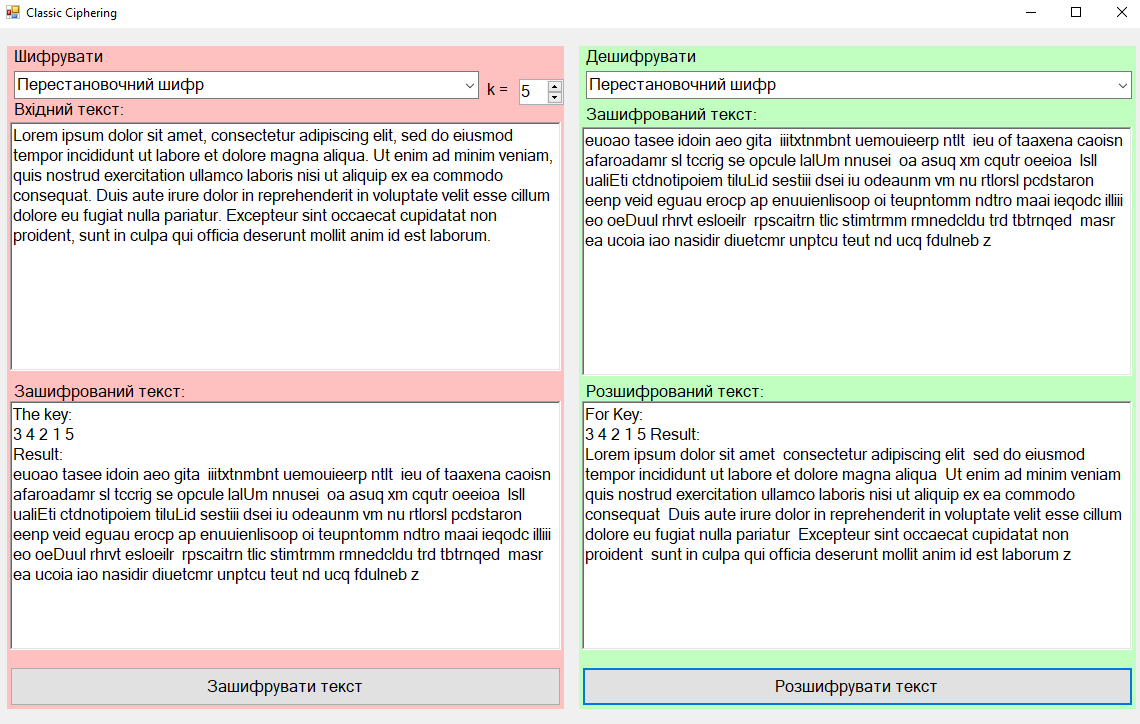 Classic Ciphering
Шифрувати
Перестановочний шифр
k =
5
Вхідний текст:
Lorem ipsum dolor sit amet, consectetur adipiscing elit, sed do eiusmod
tempor incididunt ut labore et dolore magna aliqua. Ut enim ad minim veniam,
quis nostrud exercitation ullamco laboris nisi ut aliquip ex ea commodo
consequat. Duis aute irure dolor in reprehenderit in voluptate velit esse cillum
dolore eu fugiat nulla pariatur. Excepteur sint occaecat cupidatat non
proident, sunt in culpa qui officia deserunt mollit anim id est laborum.
Зашифрований текст:
The key:
3 4 2 1 5
Result:
euoao tasee idoin aeo gita  iiitxtnmbnt uemouieerp ntlt  ieu of taaxena caoisn
afaroadamr sl tccrig se opcule lalUm nnusei  oa asuq xm cqutr oeeioa  lsll
ualiEti ctdnotipoiem tiluLid sestiii dsei iu odeaunm vm nu rtlorsl pcdstaron
eenp veid eguau erocp ap enuuienlisoop oi teupntomm ndtro maai ieqodc illiii
eo oeDuul rhrvt esloeilr  rpscaitrn tlic stimtrmm rmnedcldu trd tbtrnqed  masr
ea ucoia iao nasidir diuetcmr unptcu teut nd ucq fdulneb z
Зашифрувати текст
Дешифрувати
Перестановочний шифр
Зашифрований текст:
euoao tasee idoin aeo gita  iiitxtnmbnt uemouieerp ntlt  ieu of taaxena caoisn
afaroadamr sl tccrig se opcule lalUm nnusei  oa asuq xm cqutr oeeioa  lsll
ualiEti ctdnotipoiem tiluLid sestiii dsei iu odeaunm vm nu rtlorsl pcdstaron
eenp veid eguau erocp ap enuuienlisoop oi teupntomm ndtro maai ieqodc illiii
eo oeDuul rhrvt esloeilr  rpscaitrn tlic stimtrmm rmnedcldu trd tbtrnqed  masr
ea ucoia iao nasidir diuetcmr unptcu teut nd ucq fdulneb z
Розшифрований текст:
For Key:
3 4 2 1 5 Result:
Lorem ipsum dolor sit amet  consectetur adipiscing elit  sed do eiusmod
tempor incididunt ut labore et dolore magna aliqua  Ut enim ad minim veniam
quis nostrud exercitation ullamco laboris nisi ut aliquip ex ea commodo
consequat  Duis aute irure dolor in reprehenderit in voluptate velit esse cillum
dolore eu fugiat nulla pariatur  Excepteur sint occaecat cupidatat non
proident  sunt in culpa qui officia deserunt mollit anim id est laborum z
Розшифрувати текст